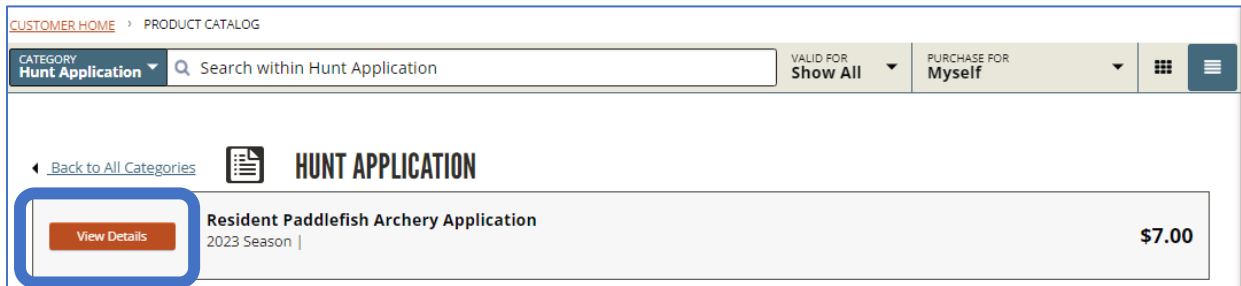 CUSTOMER HOME › PRODUCT CATALOG
CATEGORY
Hunt Application
Search within Hunt Application
VALID FOR
Show All
PURCHASE FOR
Myself
Back to All Categories
HUNT APPLICATION
View Details
Resident Paddlefish Archery Application
2023 Season |
$7.00